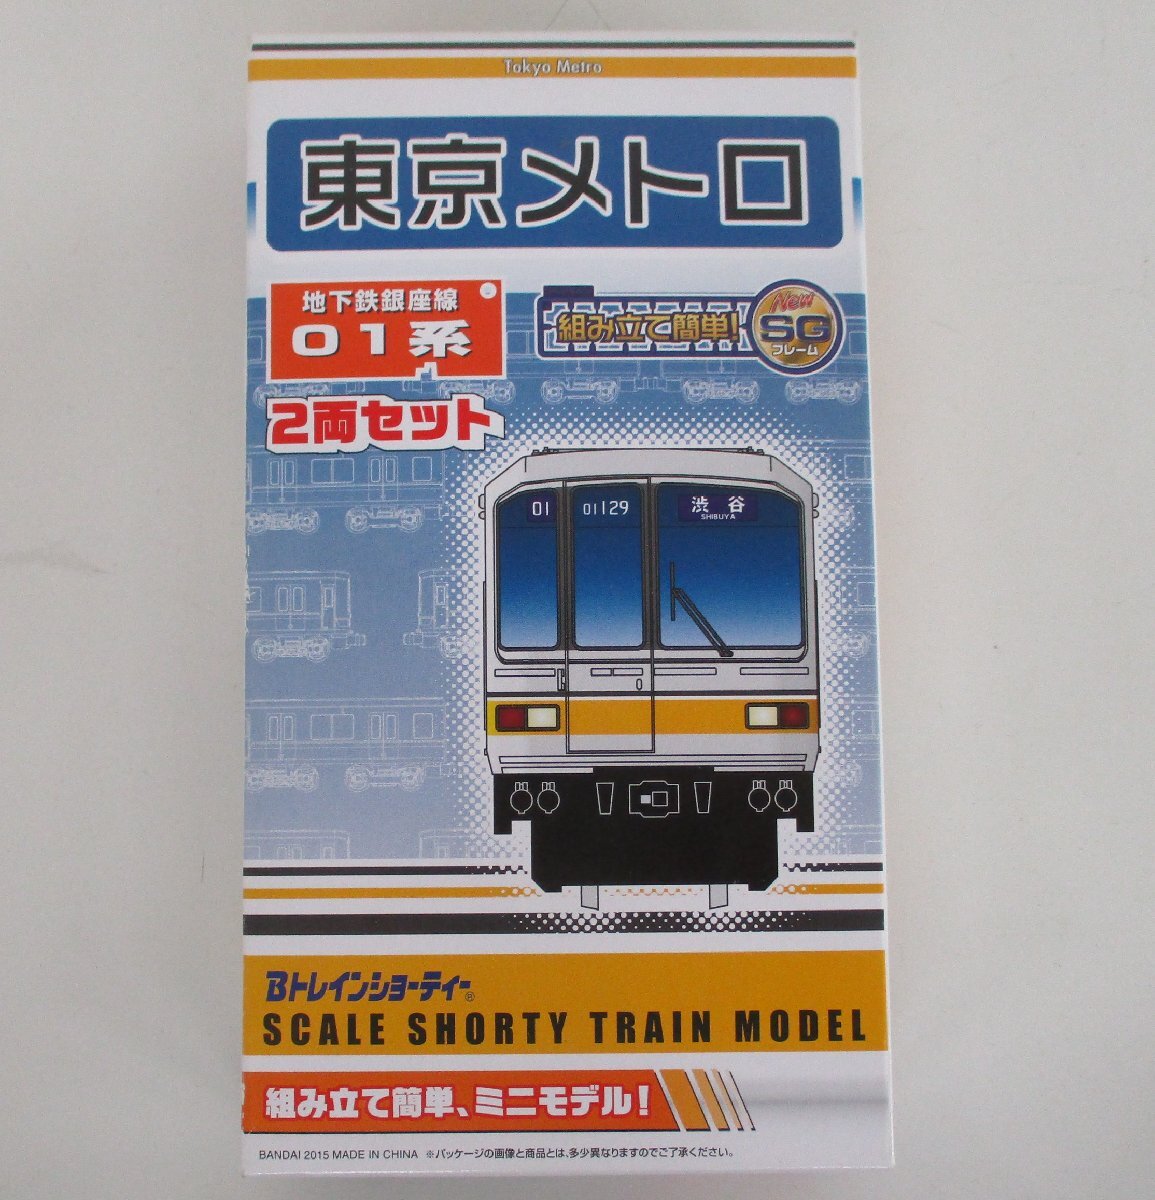 Tokyo Metro
東京メトロ
地下鉄銀座線
01系
組み立て簡単!
New
SG
フレーム
2両セット
01
01129
渋谷
SHIBUYA
Bトレインショーティー®
SCALE SHORTY TRAIN MODEL
組み立て簡単、ミニモデル!
BANDAI 2015 MADE IN CHINA ※パッケージの画像と商品とは、多少異なりますのでご了承ください。